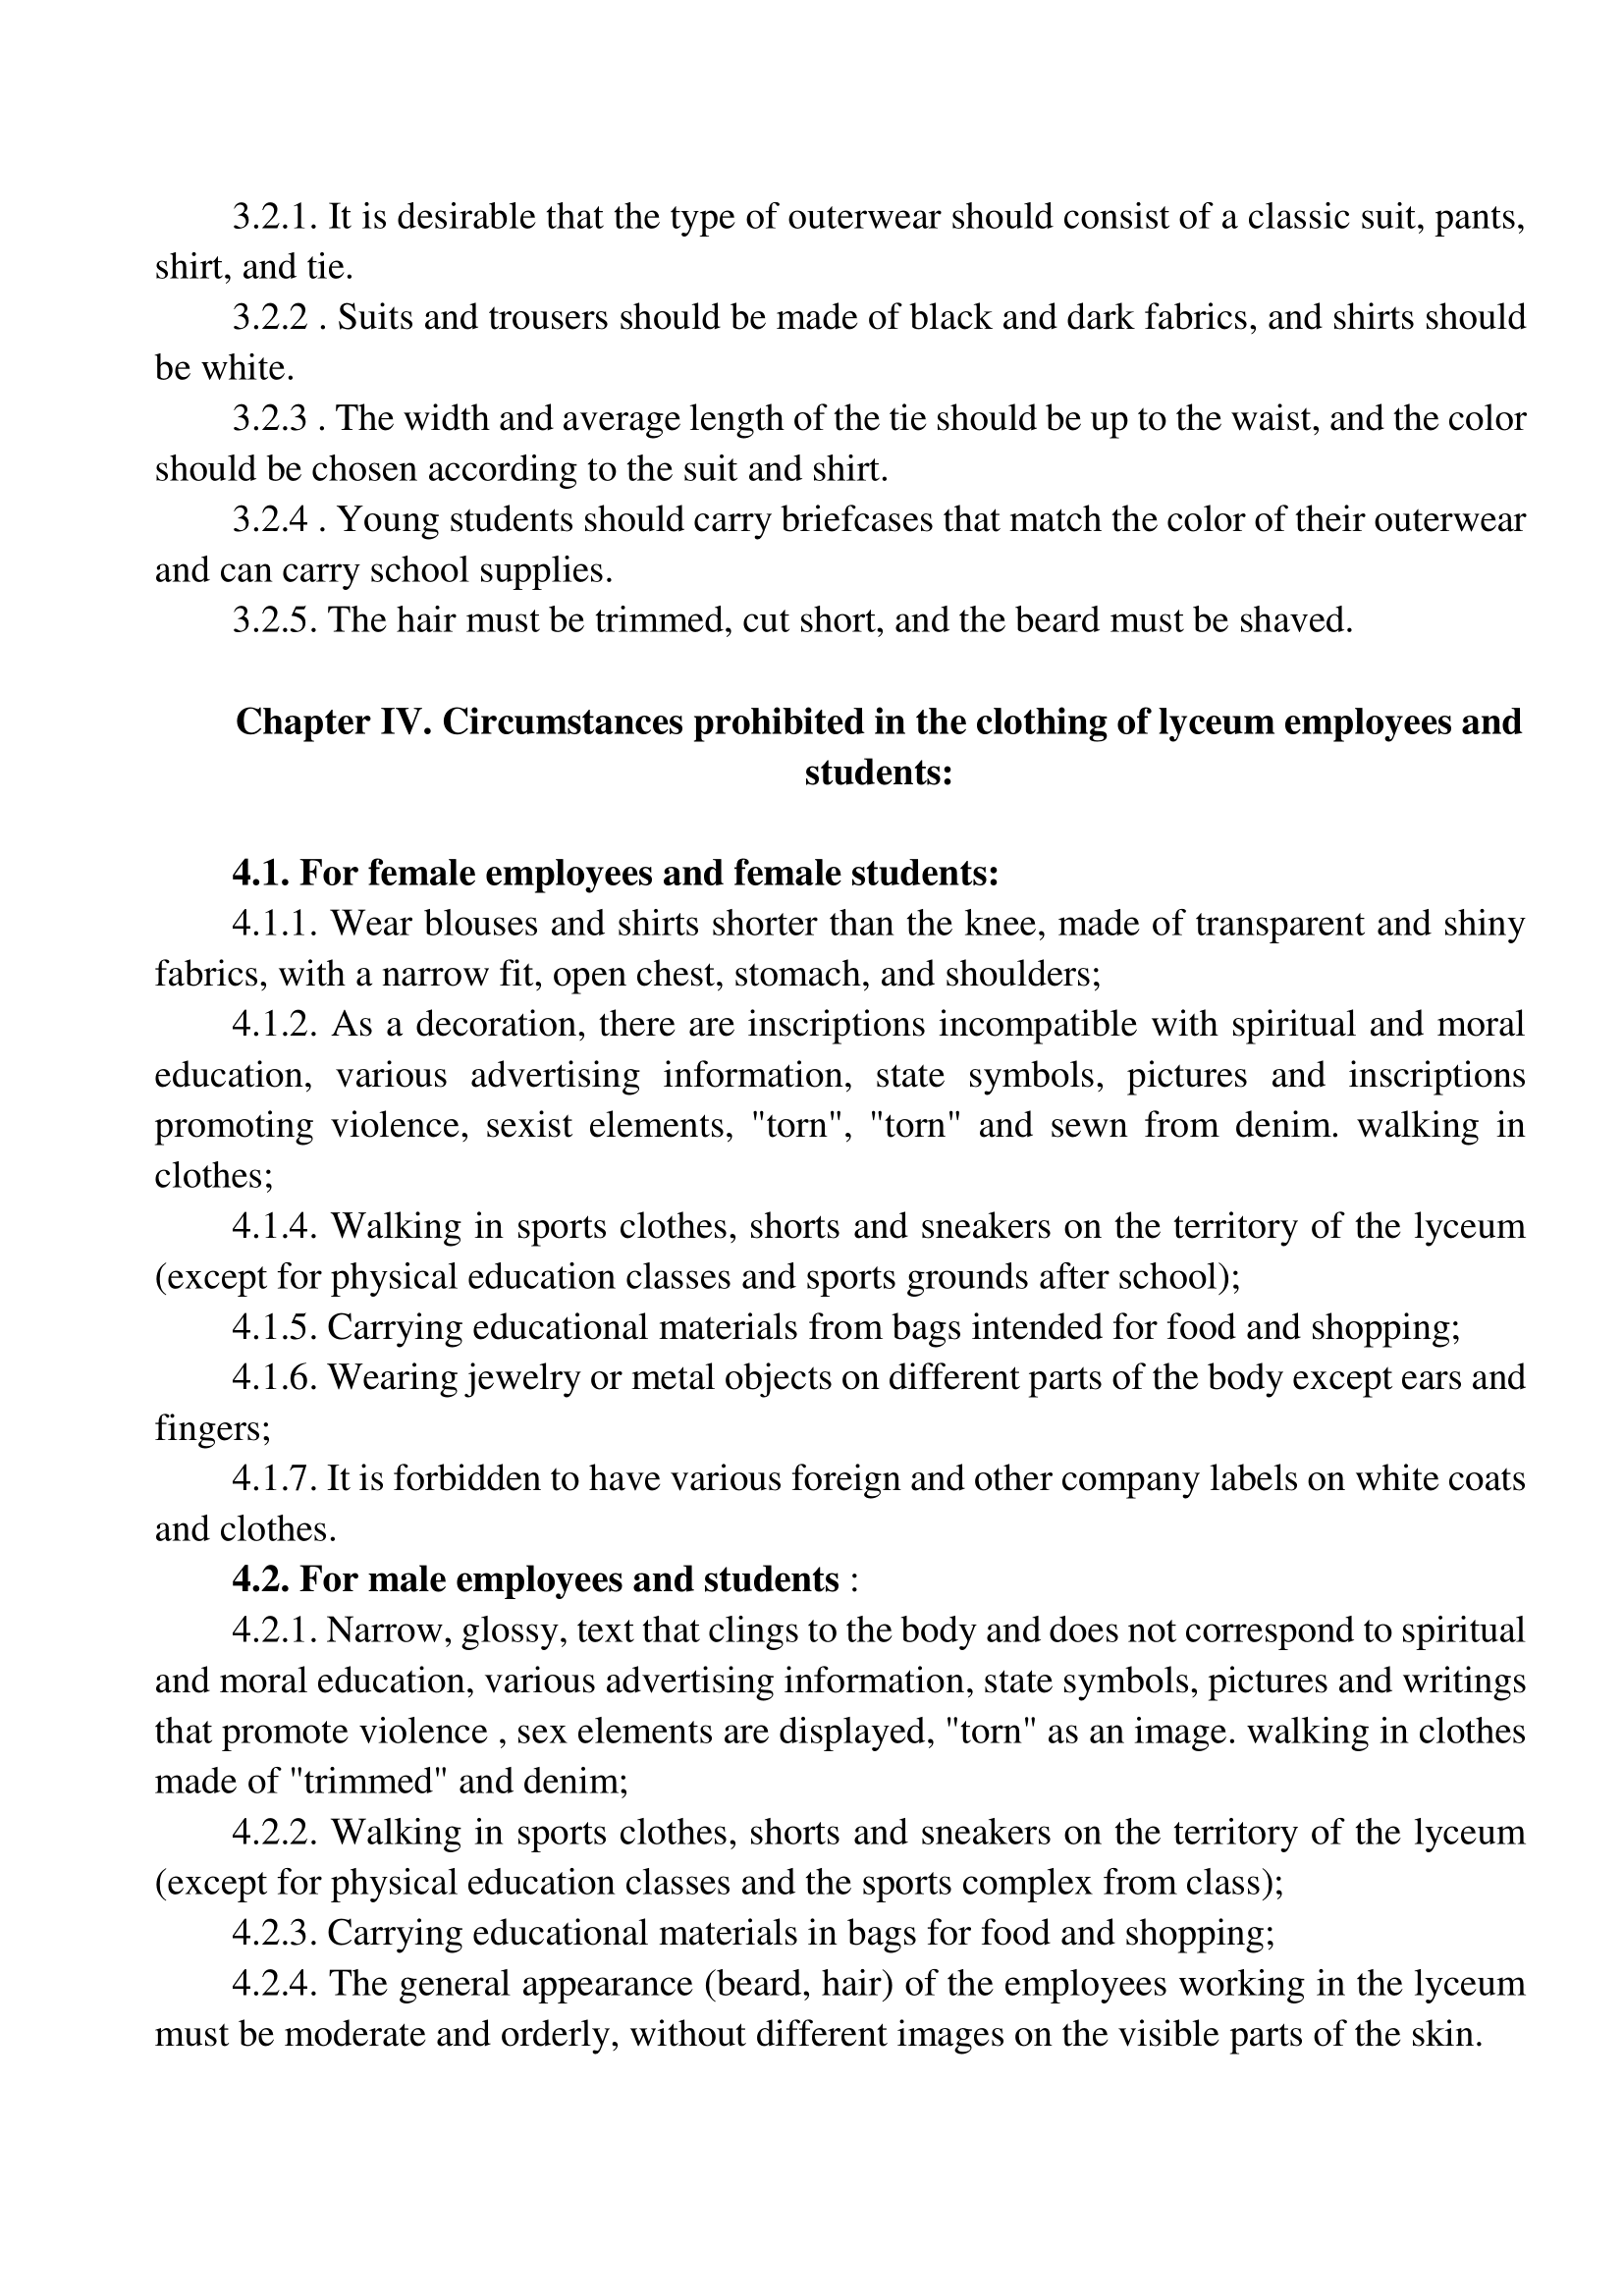 3.2.1. It is desirable that the type of outerwear should consist of a classic suit, pants,
shirt, and tie.
3.2.2 . Suits and trousers should be made of black and dark fabrics, and shirts should
be white.
3.2.3 . The width and average length of the tie should be up to the waist, and the color
should be chosen according to the suit and shirt.
3.2.4 . Young students should carry briefcases that match the color of their outerwear
and can carry school supplies.
3.2.5. The hair must be trimmed, cut short, and the beard must be shaved.
Chapter IV. Circumstances prohibited in the clothing of lyceum employees and
students:
4.1. For female employees and female students:
4.1.1. Wear blouses and shirts shorter than the knee, made of transparent and shiny
fabrics, with a narrow fit, open chest, stomach, and shoulders;
4.1.2. As a decoration, there are inscriptions incompatible with spiritual and moral
education, various advertising information, state symbols, pictures and inscriptions
promoting violence, sexist elements, "torn", "torn" and sewn from denim. walking in
clothes;
4.1.4. Walking in sports clothes, shorts and sneakers on the territory of the lyceum
(except for physical education classes and sports grounds after school);
4.1.5. Carrying educational materials from bags intended for food and shopping;
4.1.6. Wearing jewelry or metal objects on different parts of the body except ears and
fingers;
4.1.7. It is forbidden to have various foreign and other company labels on white coats
and clothes.
4.2. For male employees and students :
4.2.1. Narrow, glossy, text that clings to the body and does not correspond to spiritual
and moral education, various advertising information, state symbols, pictures and writings
that promote violence , sex elements are displayed, "torn" as an image. walking in clothes
made of "trimmed" and denim;
4.2.2. Walking in sports clothes, shorts and sneakers on the territory of the lyceum
(except for physical education classes and the sports complex from class);
4.2.3. Carrying educational materials in bags for food and shopping;
4.2.4. The general appearance (beard, hair) of the employees working in the lyceum
must be moderate and orderly, without different images on the visible parts of the skin.